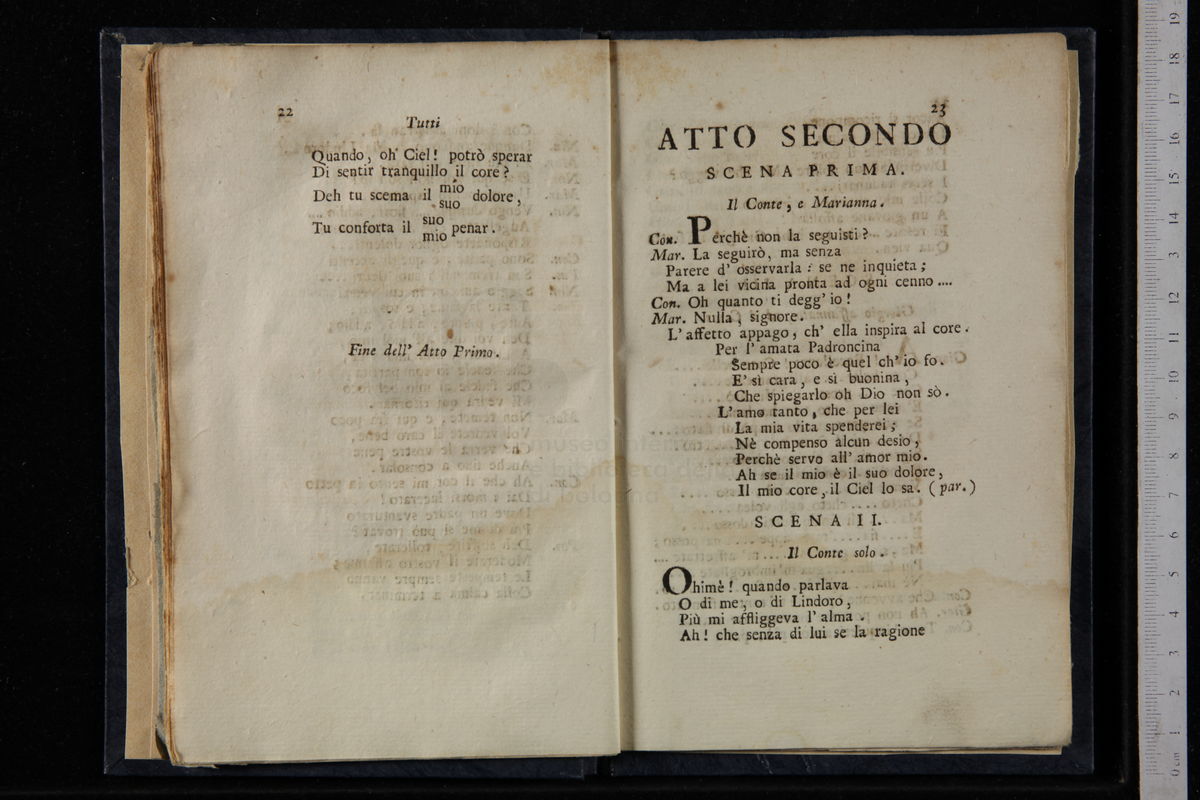 22
Tutti
Quando, oh Ciel! potrò sperar
Di sentir tranquillo il core?
Deh tu scema il mio suo dolore,
Tu conforta il suo mio penar.
Fine dell' Atto Primo.
23
ATTO SECONDO
SCENA PRIMA.
Il Conte, e Marianna.
Con. Perchè non la seguisti?
Mar. La seguirò, ma senza
Parere d' osservarla: se ne inquieta;
Ma a lei vicina pronta ad ogni cenno....
Con. Oh quanto ti degg' io!
Mar. Nulla, signore.
L' affetto appago, ch' ella inspira al core.
Per l' amata Padroncina
Sempre poco è quel ch' io fo.
E' sì cara, e sì buonina,
Che spiegarlo oh Dio non sò.
L' amo tanto, che per lei
La mia vita spenderei;
Nè compenso alcun desio,
Perchè servo all' amor mio.
Ah se il mio è il suo dolore,
Il mio core, il Ciel lo sa. (par.)
SCENA II.
Il Conte solo.
Ohimè! quando parlava
O di me, o di Lindoro,
Più mi affliggeva l' alma.
Ah! che senza di lui se la ragione